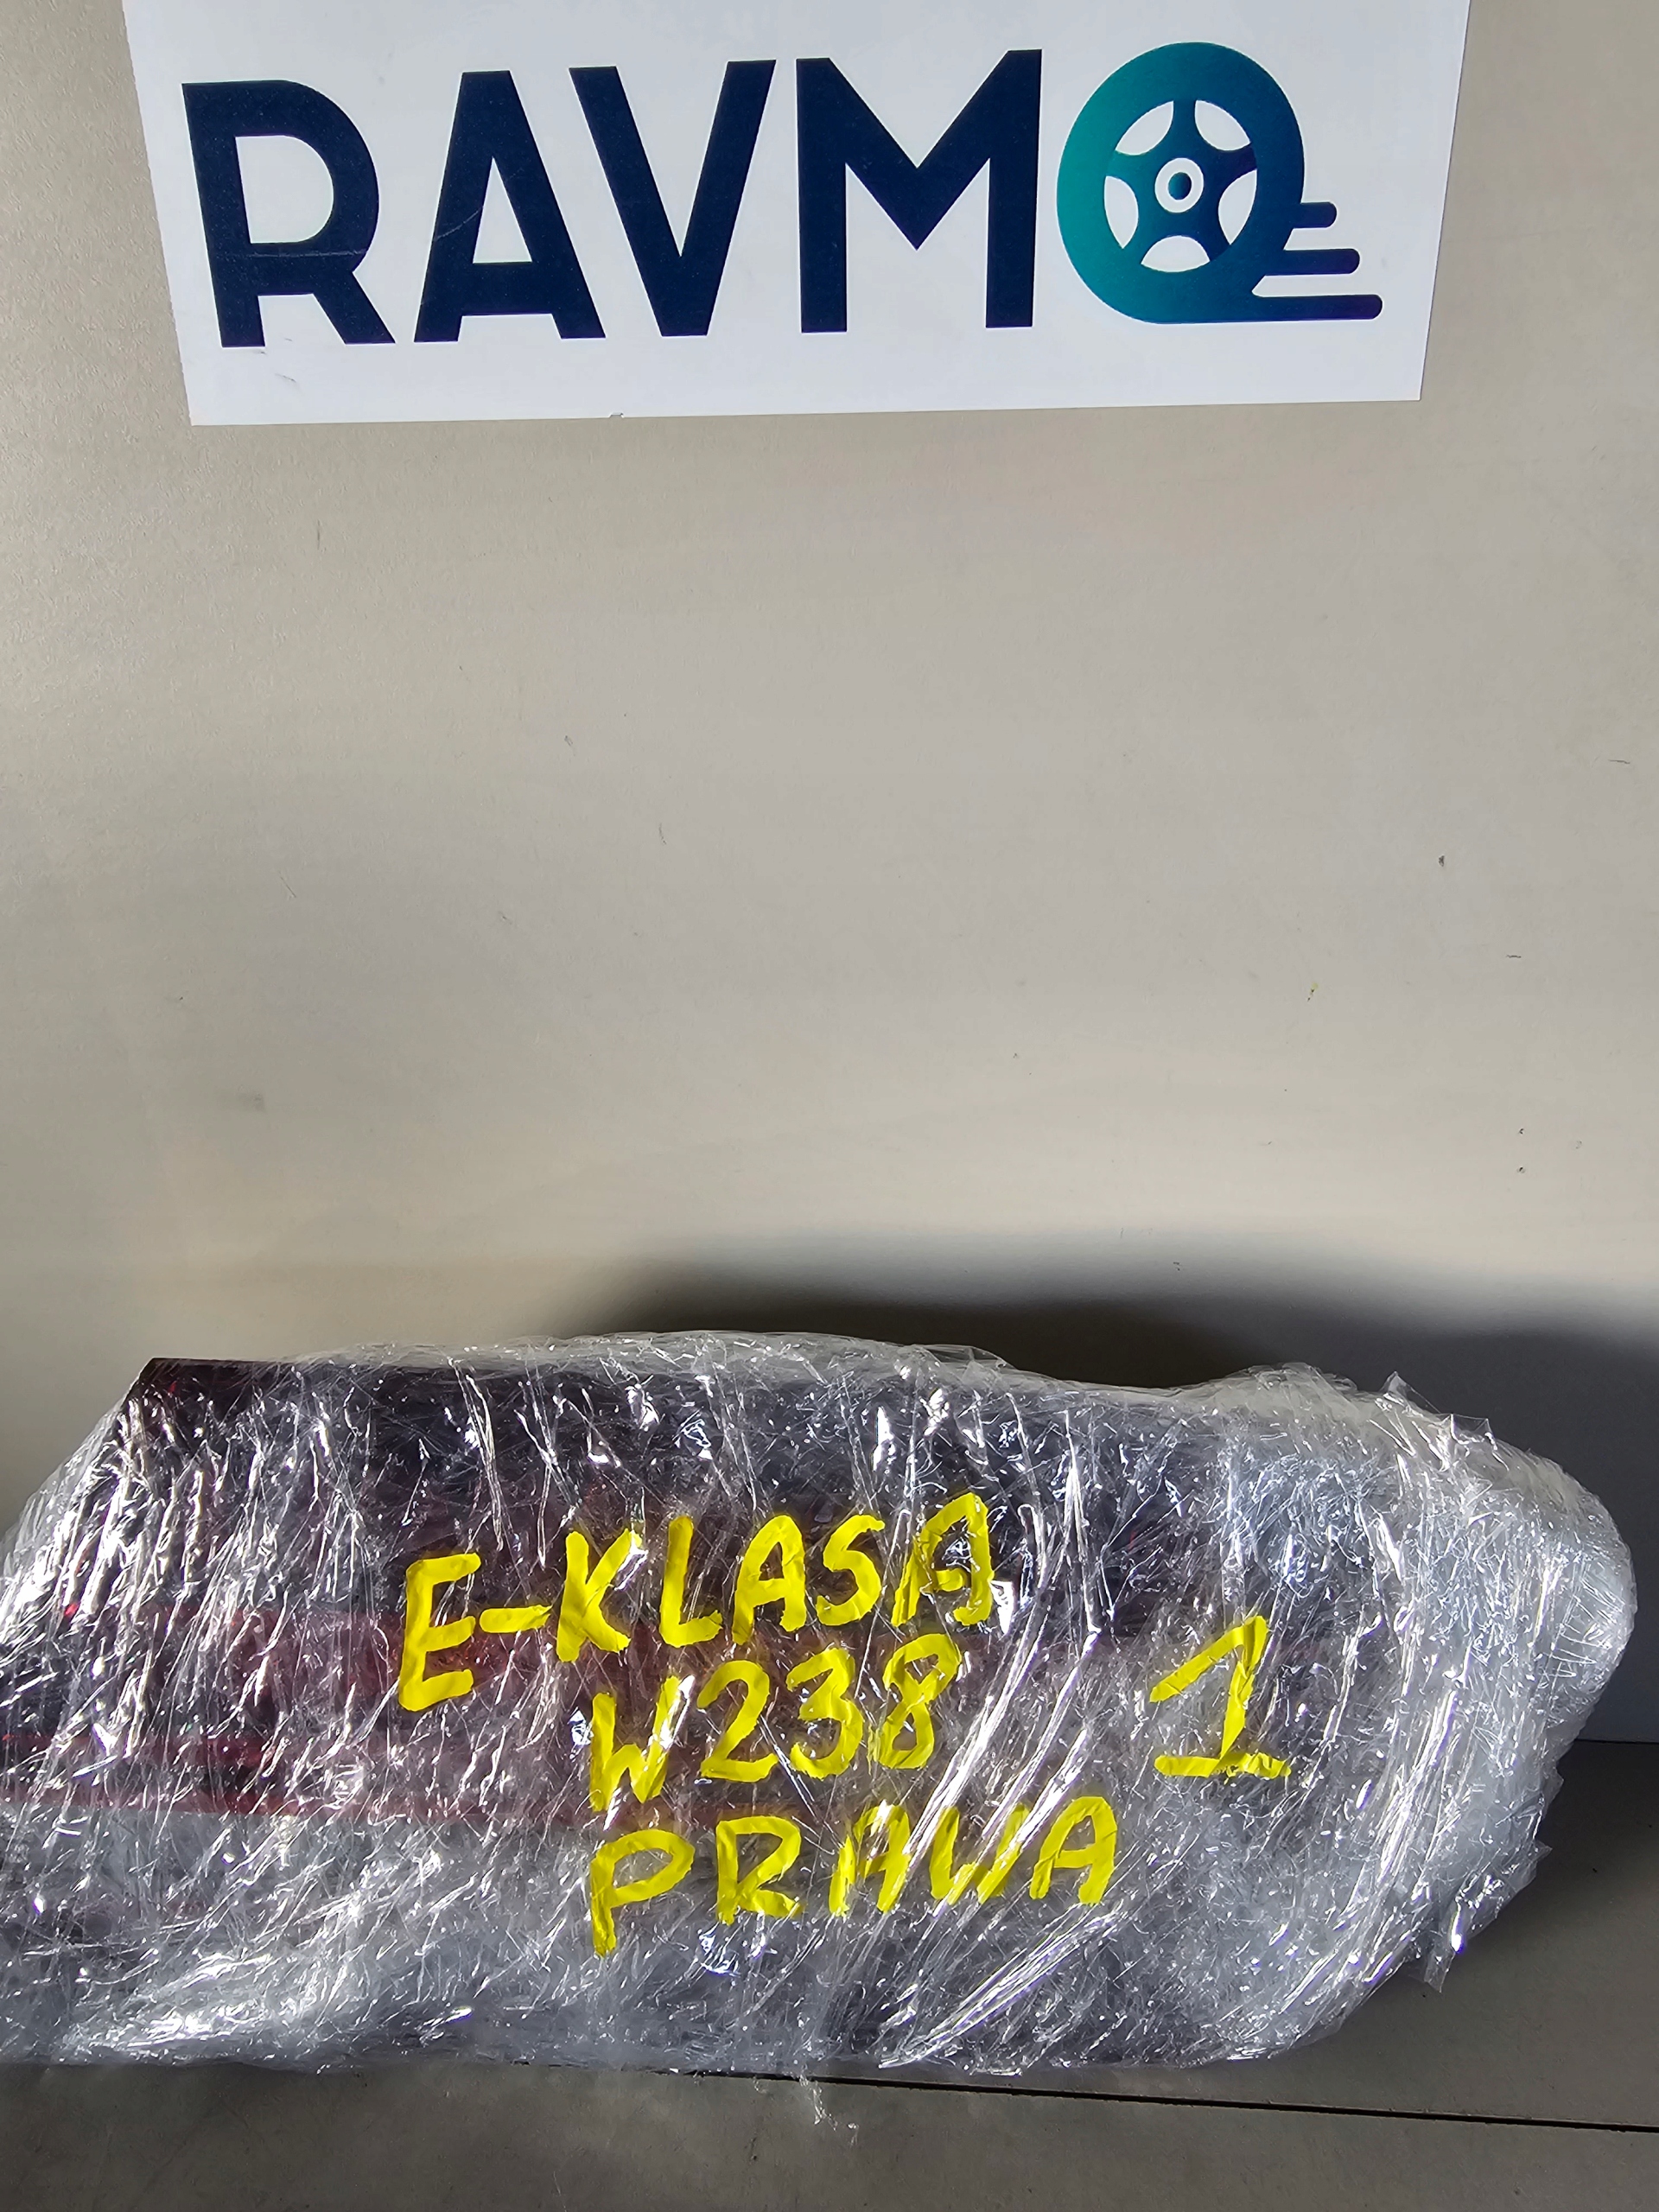 RAVMO
E-KLASA
W238
1
PRAWA